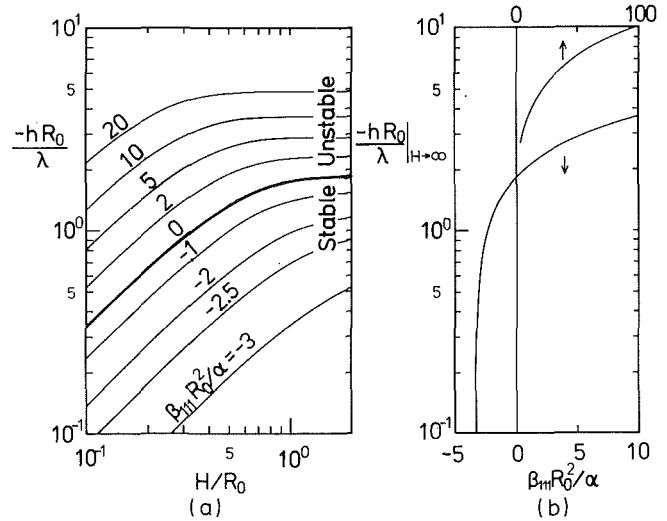 0 100
10¹ 10¹
-hR₀/λ
5 5
10⁰ 10⁰
5 5
10⁻¹ 10⁻¹
20
10
5
2
0
-1
-2
-2.5
β₁₁₁R₀²/α=-3
Unstable
Stable
10⁻¹ 5 10⁰
H/R₀
(a)
-hR₀/λ|H→∞
↑
↓
-5 0 5 10
β₁₁₁R₀²/α
(b)